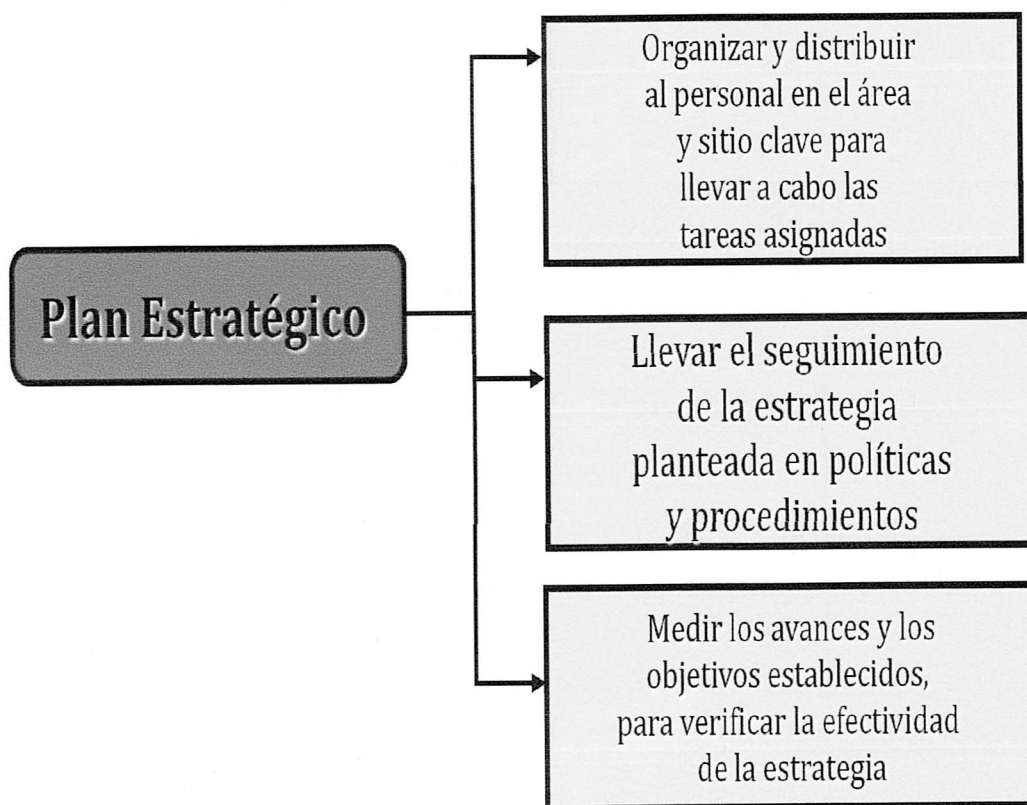 Plan Estratégico
Organizar y distribuir
al personal en el área
y sitio clave para
llevar a cabo las
tareas asignadas
Llevar el seguimiento
de la estrategia
planteada en políticas
y procedimientos
Medir los avances y los
objetivos establecidos,
para verificar la efectividad
de la estrategia